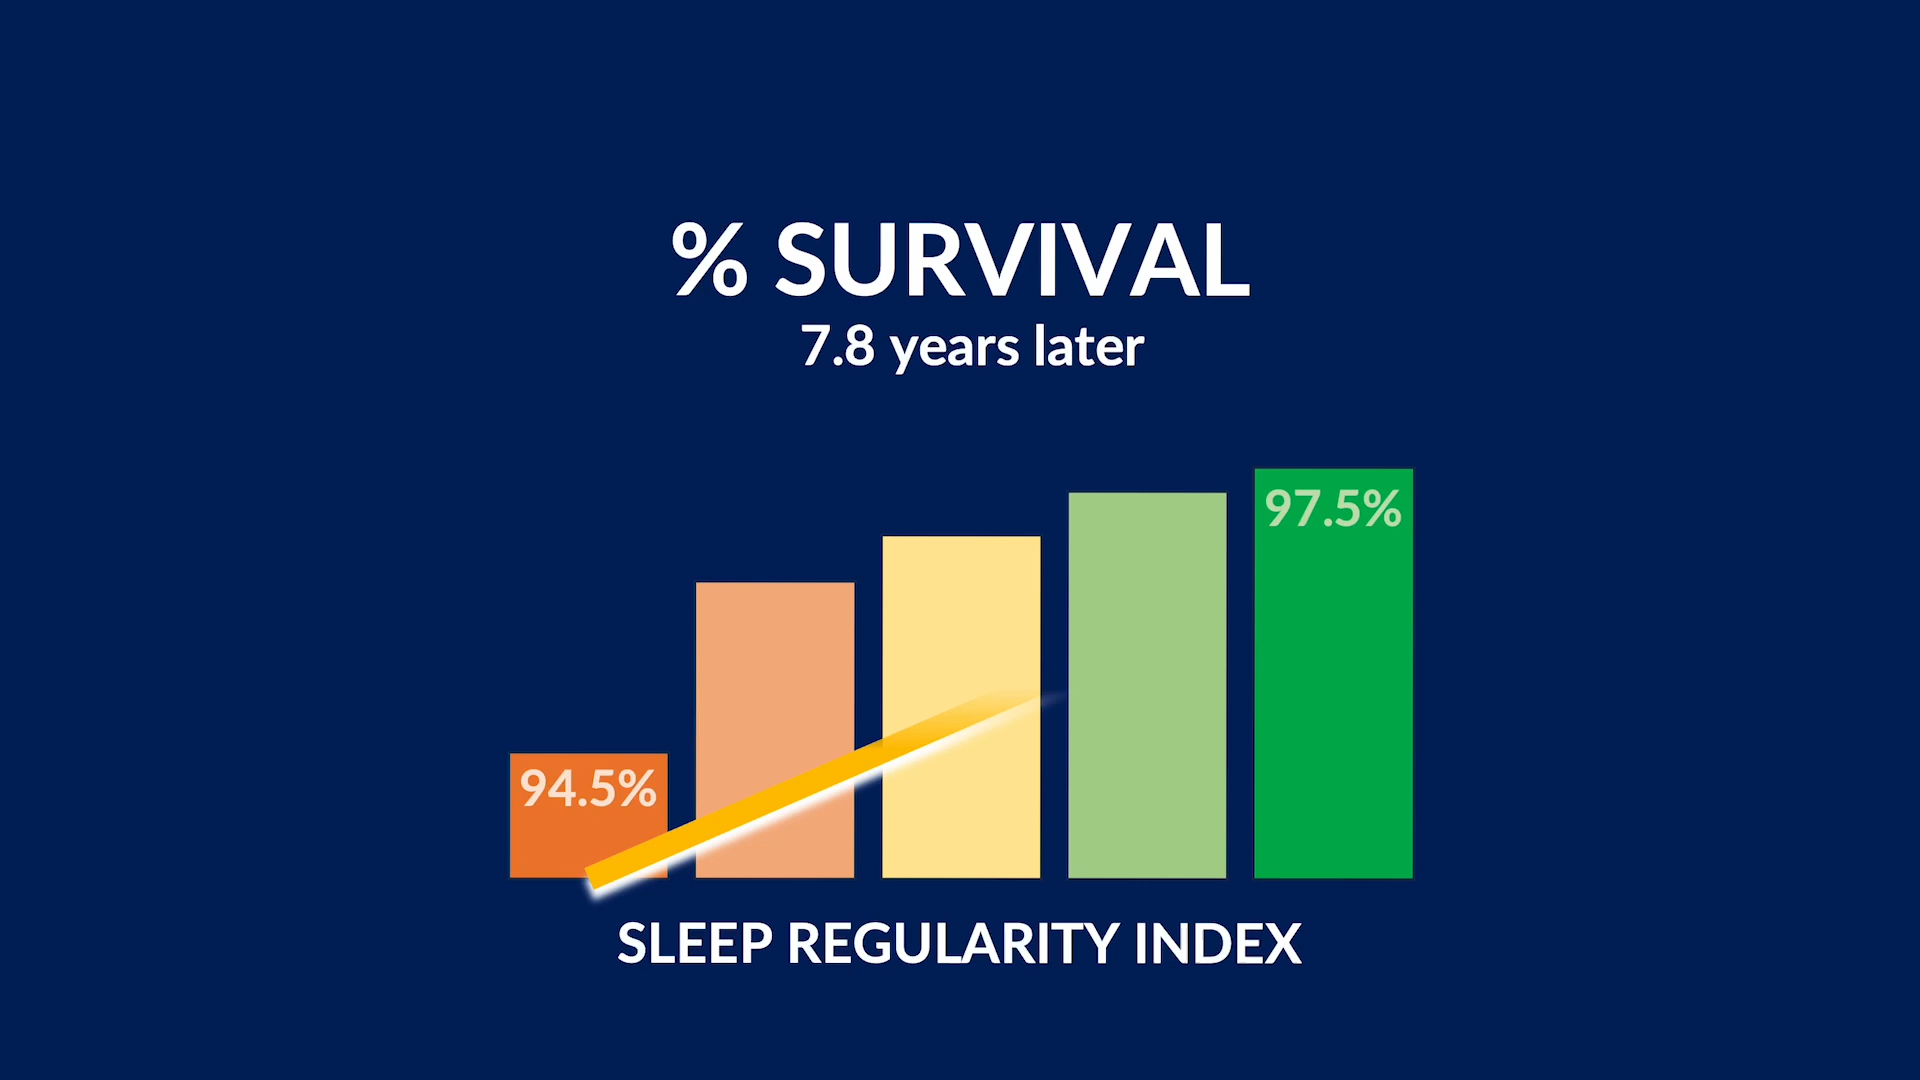 % SURVIVAL
7.8 years later
97.5%
94.5%
SLEEP REGULARITY INDEX